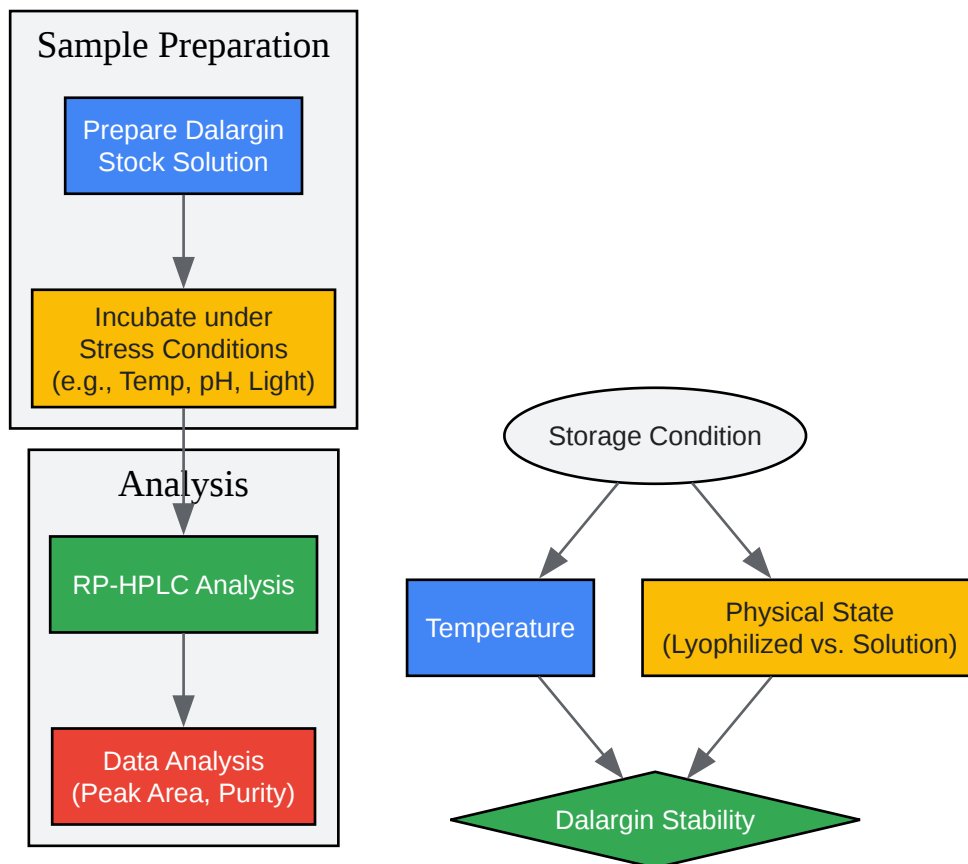 Sample Preparation
Prepare Dalargin
Stock Solution
Incubate under
Stress Conditions
(e.g., Temp, pH, Light)
Analysis
RP-HPLC Analysis
Data Analysis
(Peak Area, Purity)
Storage Condition
Temperature
Physical State
(Lyophilized vs. Solution)
Dalargin Stability